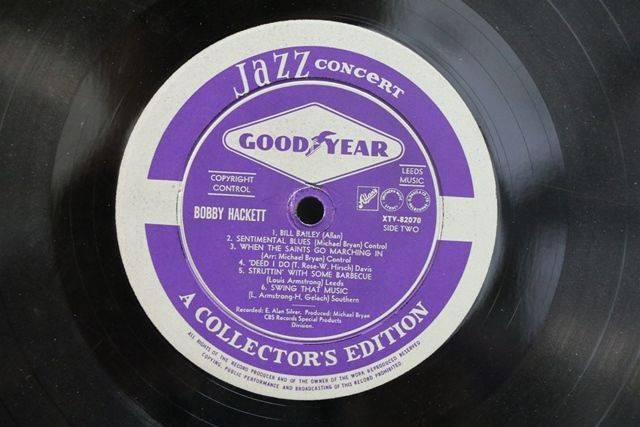 Jazz CONCERT
GOOD YEAR
COPYRIGHT
CONTROL
LEEDS
MUSIC
BOBBY HACKETT
XTY-82070
SIDE TWO
1. BILL BAILEY (Allan)
2. SENTIMENTAL BLUES (Michael Bryan) Control
3. WHEN THE SAINTS GO MARCHING IN
(Arr: Michael Bryan) Control
4. 'DEED I DO (T. Rose-W. Hirsch) Davis
5. STRUTTIN' WITH SOME BARBECUE
(Louis Armstrong) Leeds
6. SWING THAT MUSIC
(L. Armstrong-H. Gelach) Southern
Recorded: E. Alan Silver. Produced: Michael Bryan
CBS Records Special Products
Division.
A COLLECTOR'S EDITION
ALL RIGHTS OF THE RECORD PRODUCER AND OF THE OWNER OF THE WORK REPRODUCED RESERVED
COPYING, PUBLIC PERFORMANCE AND BROADCASTING OF THIS RECORD PROHIBITED.